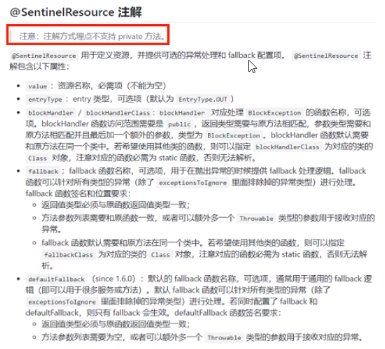 @SentinelResource 注解
注意：注解方式埋点不支持 private 方法。
@SentinelResource 用于定义资源，并提供可选的异常处理和 fallback 配置项。 @SentinelResource 注
解包含以下属性：
• value：资源名称，必需项（不能为空）
• entryType：entry 类型，可选项（默认为 EntryType.OUT）
• blockHandler / blockHandlerClass：blockHandler 对应处理 BlockException 的函数名称，可选
项。blockHandler 函数访问范围需要是 public，返回类型需要与原方法相匹配，参数类型需要和
原方法相匹配并且最后加一个额外的参数，类型为 BlockException。blockHandler 函数默认需要
和原方法在同一个类中。若希望使用其他类的函数，则可以指定 blockHandlerClass 为对应的类的
Class 对象，注意对应的函数必需为 static 函数，否则无法解析。
• fallback：fallback 函数名称，可选项，用于在抛出异常的时候提供 fallback 处理逻辑。fallback
函数可以针对所有类型的异常（除了 exceptionsToIgnore 里面排除掉的异常类型）进行处理。
fallback 函数签名和位置要求：
◦ 返回值类型必须与原函数返回值类型一致；
◦ 方法参数列表需要和原函数一致，或者可以额外多一个 Throwable 类型的参数用于接收对应的
异常。
◦ fallback 函数默认需要和原方法在同一个类中。若希望使用其他类的函数，则可以指定
fallbackClass 为对应的类的 Class 对象，注意对应的函数必需为 static 函数，否则无法解
析。
• defaultFallback（since 1.6.0）：默认的 fallback 函数名称，可选项，通常用于通用的 fallback 逻
辑（即可以用于很多服务或方法）。默认 fallback 函数可以针对所有类型的异常（除了
exceptionsToIgnore 里面排除掉的异常类型）进行处理。若同时配置了 fallback 和
defaultFallback，则只有 fallback 会生效。defaultFallback 函数签名要求：
◦ 返回值类型必须与原函数返回值类型一致；
◦ 方法参数列表需要为空，或者可以额外多一个 Throwable 类型的参数用于接收对应的异常。